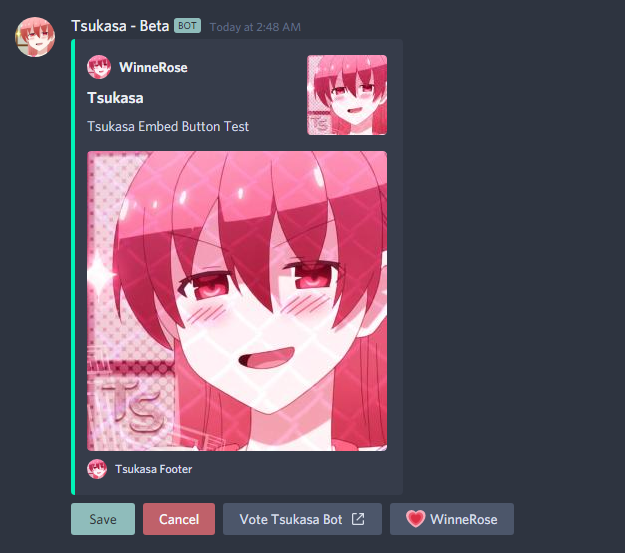 Tsukasa - Beta BOT Today at 2:48 AM
WinneRose
Tsukasa
Tsukasa Embed Button Test
TS
TS
Tsukasa Footer
Save Cancel Vote Tsukasa Bot WinneRose